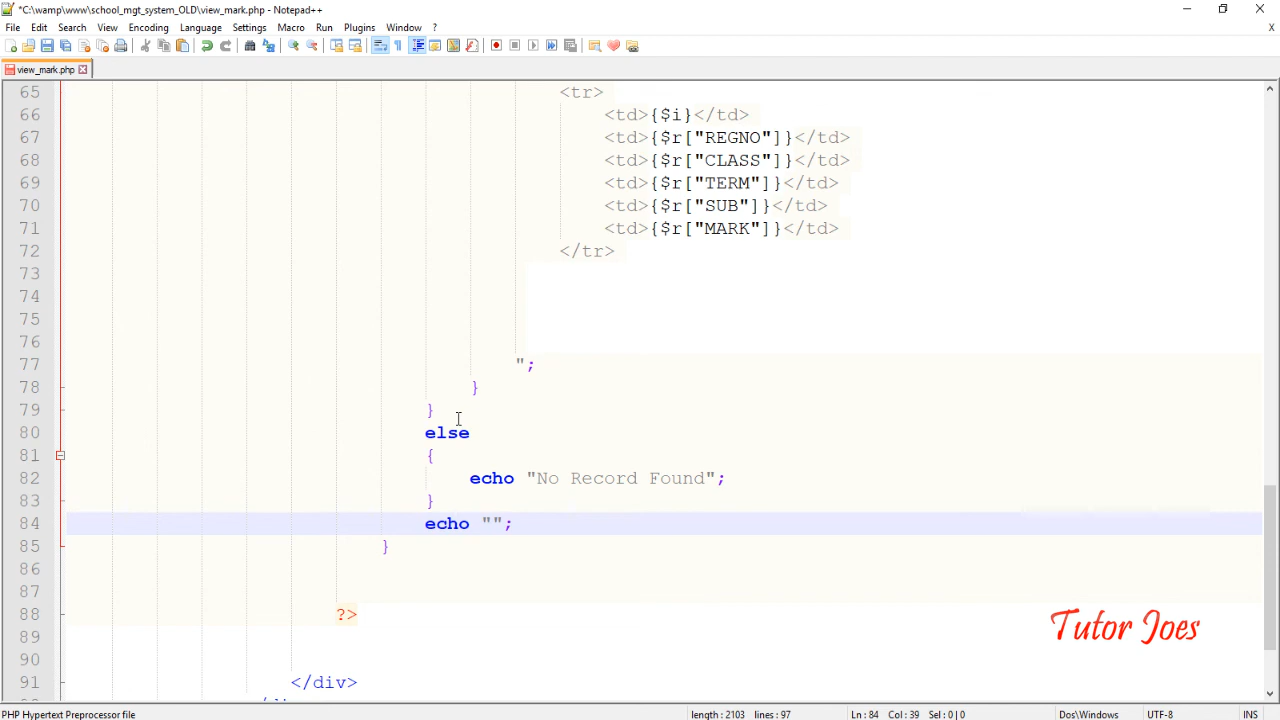 *C:\wamp\www\school_mgt_system_OLD\view_mark.php - Notepad++
File Edit Search View Encoding Language Settings Macro Run Plugins Window ?
X
view_mark.php
65 <tr>
66 <td>{$i}</td>
67 <td>{$r["REGNO"]}</td>
68 <td>{$r["CLASS"]}</td>
69 <td>{$r["TERM"]}</td>
70 <td>{$r["SUB"]}</td>
71 <td>{$r["MARK"]}</td>
72 </tr>
73
74
75
76
77 ";
78 }
79 }
80 else
81 {
82 echo "No Record Found";
83 }
84 echo "";
85 }
86
87
88 ?>
Tutor Joes
89
90
91 </div>
PHP Hypertext Preprocessor file length : 2103 lines : 97 Ln : 84 Col : 39 Sel : 0 | 0 Dos\Windows UTF-8 INS